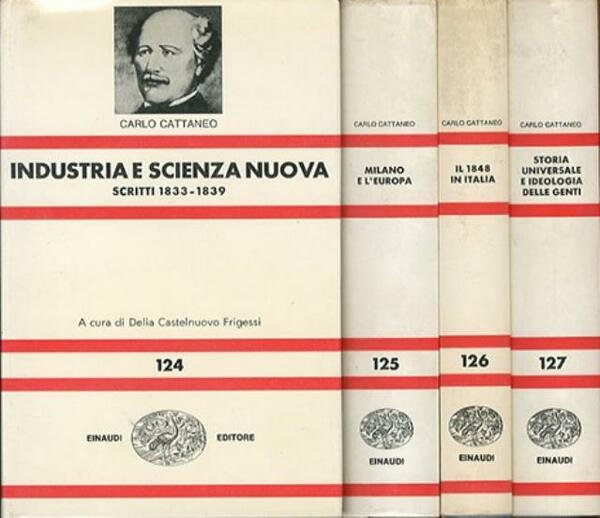 CARLO CATTANEO
INDUSTRIA E SCIENZA NUOVA
SCRITTI 1833-1839
A cura di Delia Castelnuovo Frigessi
124
EINAUDI EDITORE
CARLO CATTANEO
MILANO
E L'EUROPA
125
EINAUDI
CARLO CATTANEO
IL 1848
IN ITALIA
126
EINAUDI
CARLO CATTANEO
STORIA
UNIVERSALE
E IDEOLOGIA
DELLE GENTI
127
EINAUDI